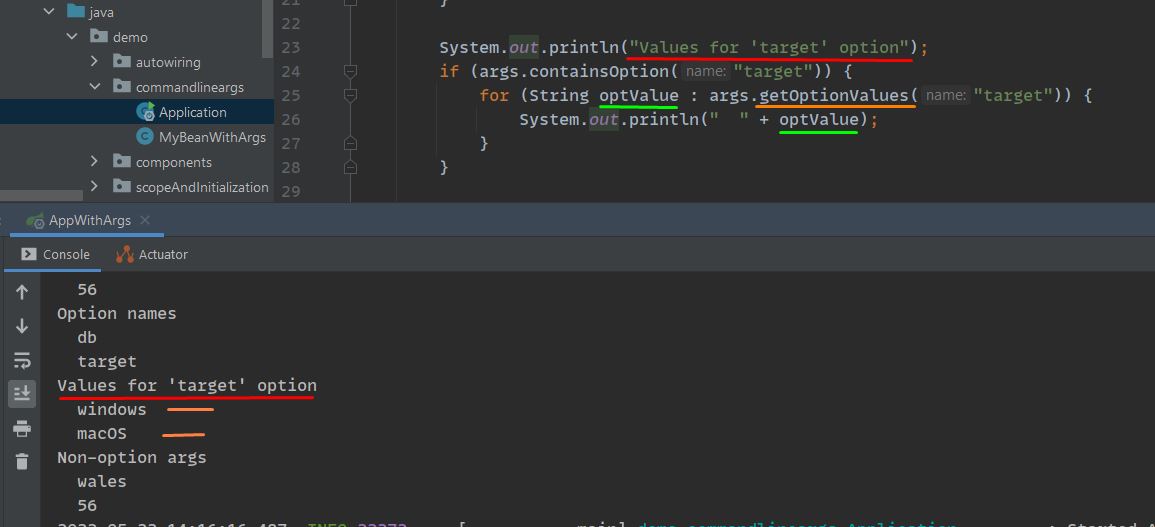 java
demo
autowiring
commandlineargs
Application
MyBeanWithArgs
components
scopeAndInitialization
21 }
22
23 System.out.println("Values for 'target' option");
24 if (args.containsOption( name: "target")) {
25 for (String optValue : args.getOptionValues( name: "target")) {
26 System.out.println("  " + optValue);
27 }
28 }
29
AppWithArgs
Console Actuator
56
Option names
db
target
Values for 'target' option
windows
macOS
Non-option args
wales
56